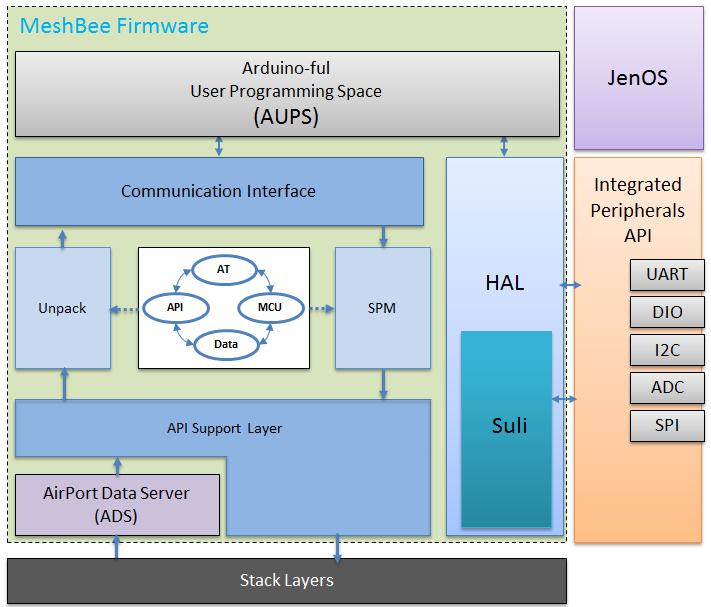 MeshBee Firmware
Arduino-ful
User Programming Space
(AUPS)
JenOS
Communication Interface
Integrated
Peripherals
API
UART
DIO
I2C
ADC
SPI
HAL
Suli
Unpack
AT
API
MCU
Data
SPM
API Support Layer
AirPort Data Server
(ADS)
Stack Layers